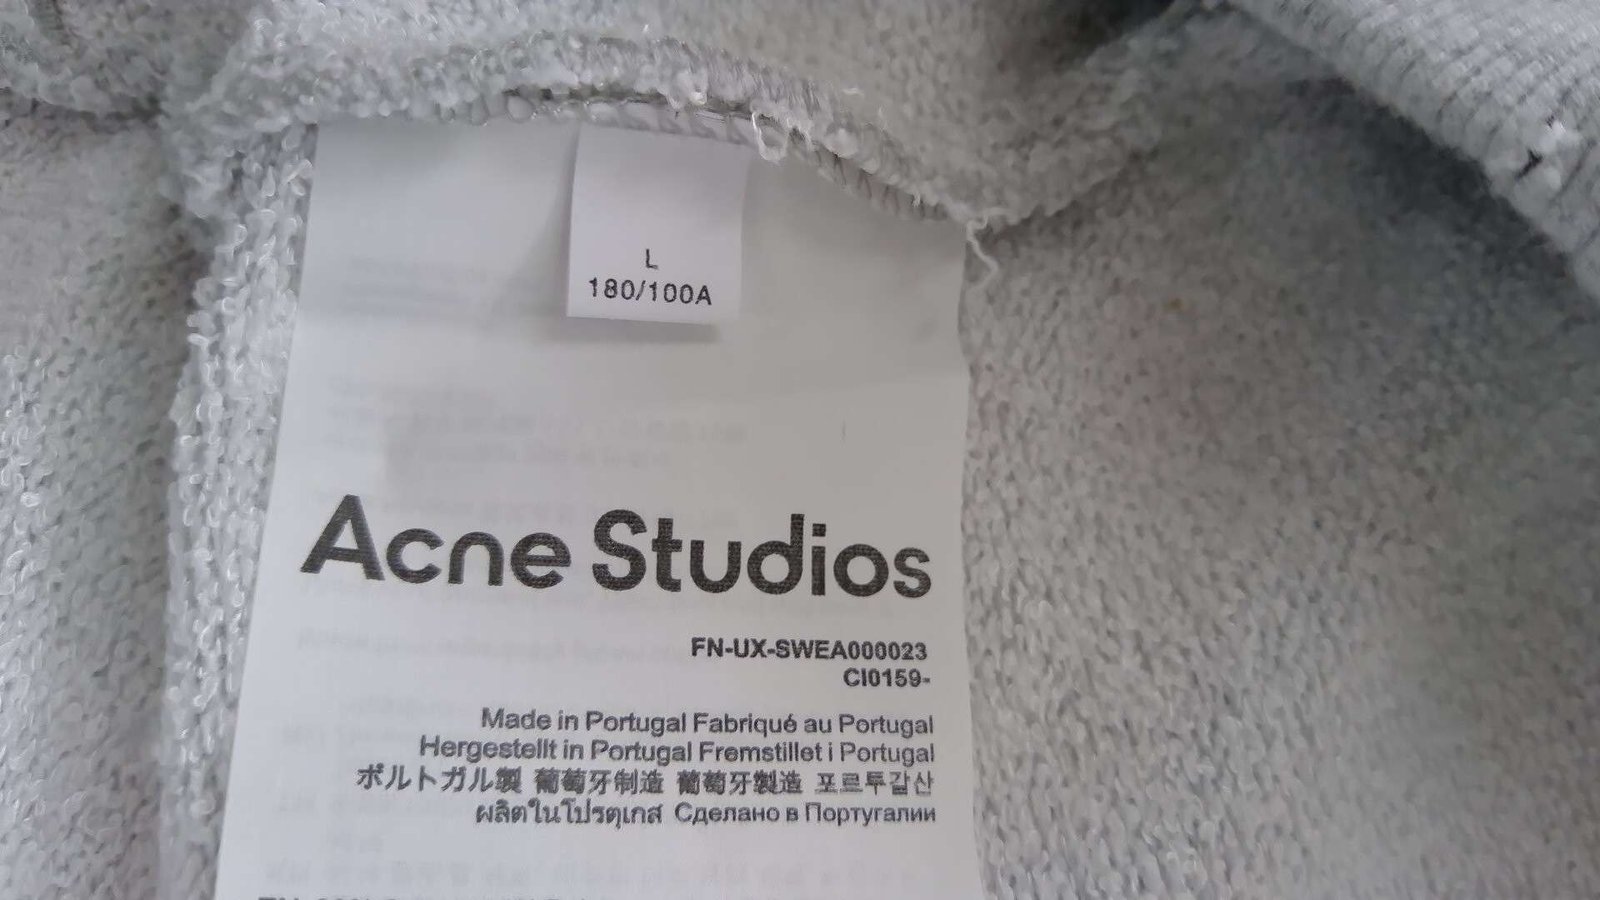 L
180/100A
Acne Studios
FN-UX-SWEA000023
CI0159-
Made in Portugal Fabriqué au Portugal
Hergestellt in Portugal Fremstillet i Portugal
ポルトガル製 葡萄牙制造 葡萄牙製造 포르투갈산
ผลิตในโปรตุเกส Сделано в Португалии